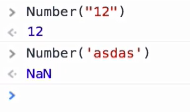 > Number("12")
< 12
> Number('asdas')
< NaN
>